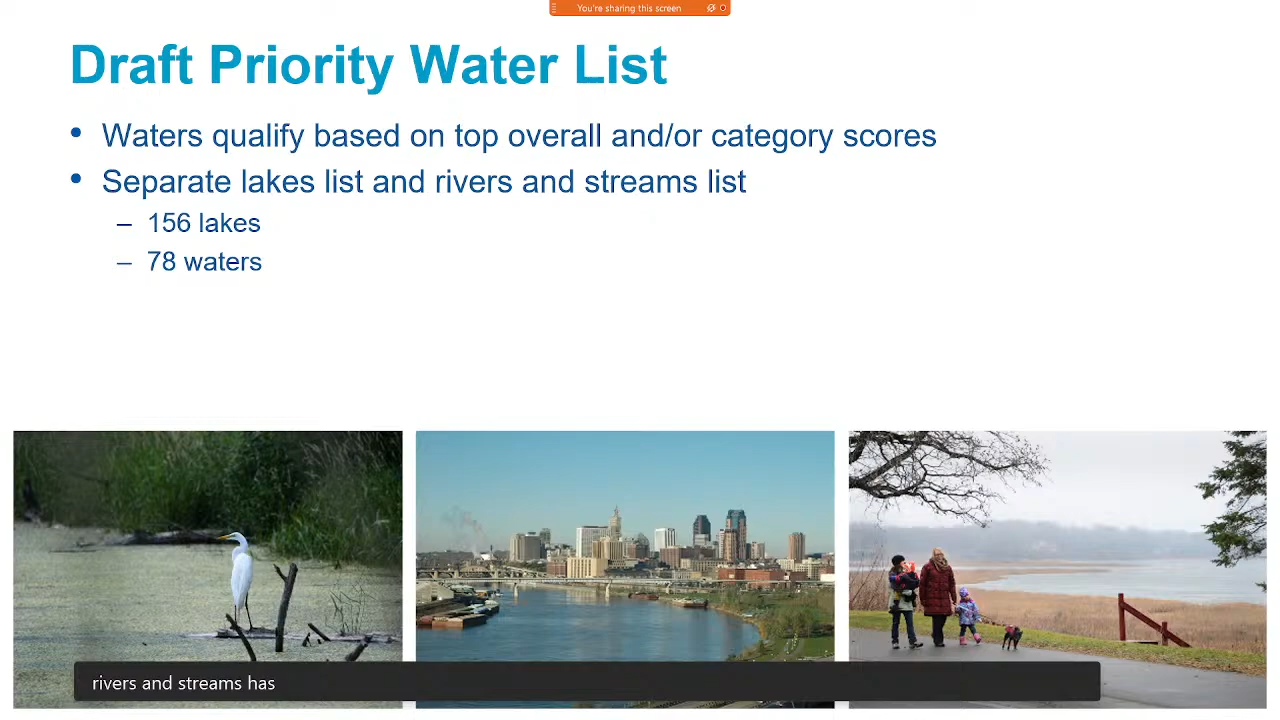 You're sharing this screen
Draft Priority Water List
• Waters qualify based on top overall and/or category scores
• Separate lakes list and rivers and streams list
– 156 lakes
– 78 waters
rivers and streams has